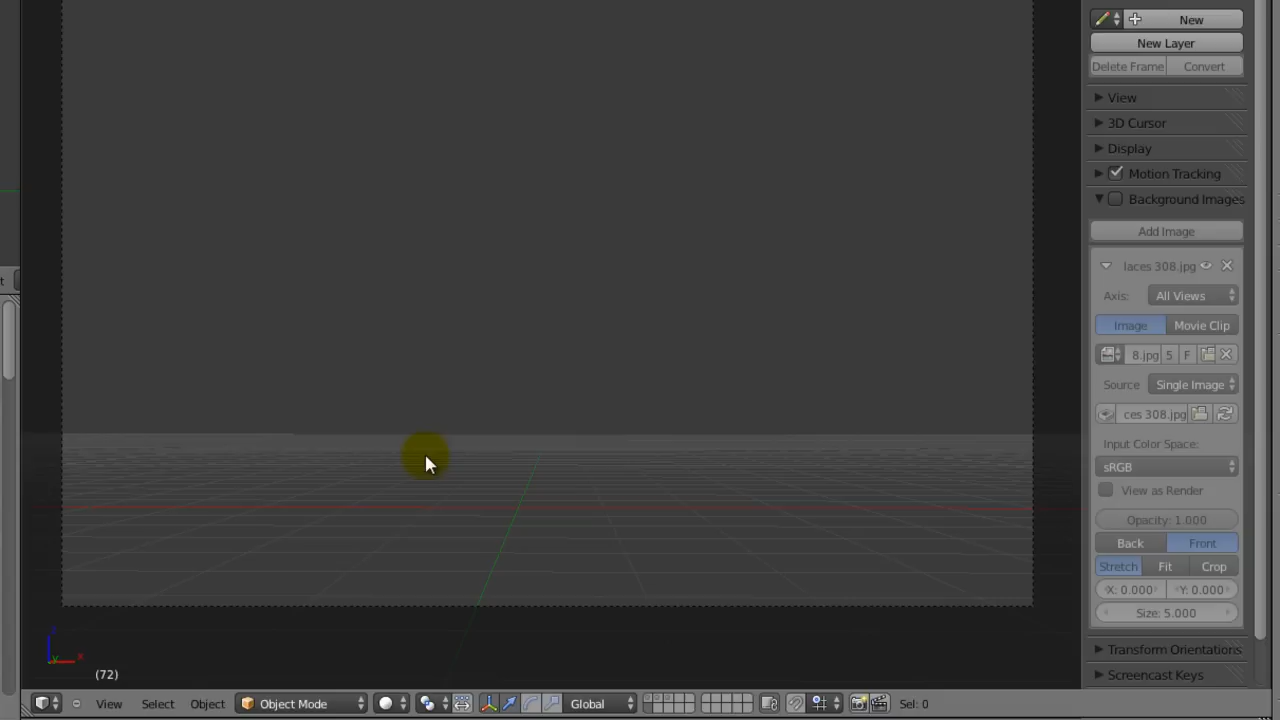 New
New Layer
Delete Frame Convert
View
3D Cursor
Display
Motion Tracking
Background Images
Add Image
laces 308.jpg
Axis: All Views
Image Movie Clip
8.jpg 5 F
Source Single Image
ces 308.jpg
Input Color Space:
sRGB
View as Render
Opacity: 1.000
Back Front
Stretch Fit Crop
X: 0.000 Y: 0.000
Size: 5.000
Transform Orientations
Screencast Keys
t
z
y x
(72)
View Select Object Object Mode Global Sel: 0